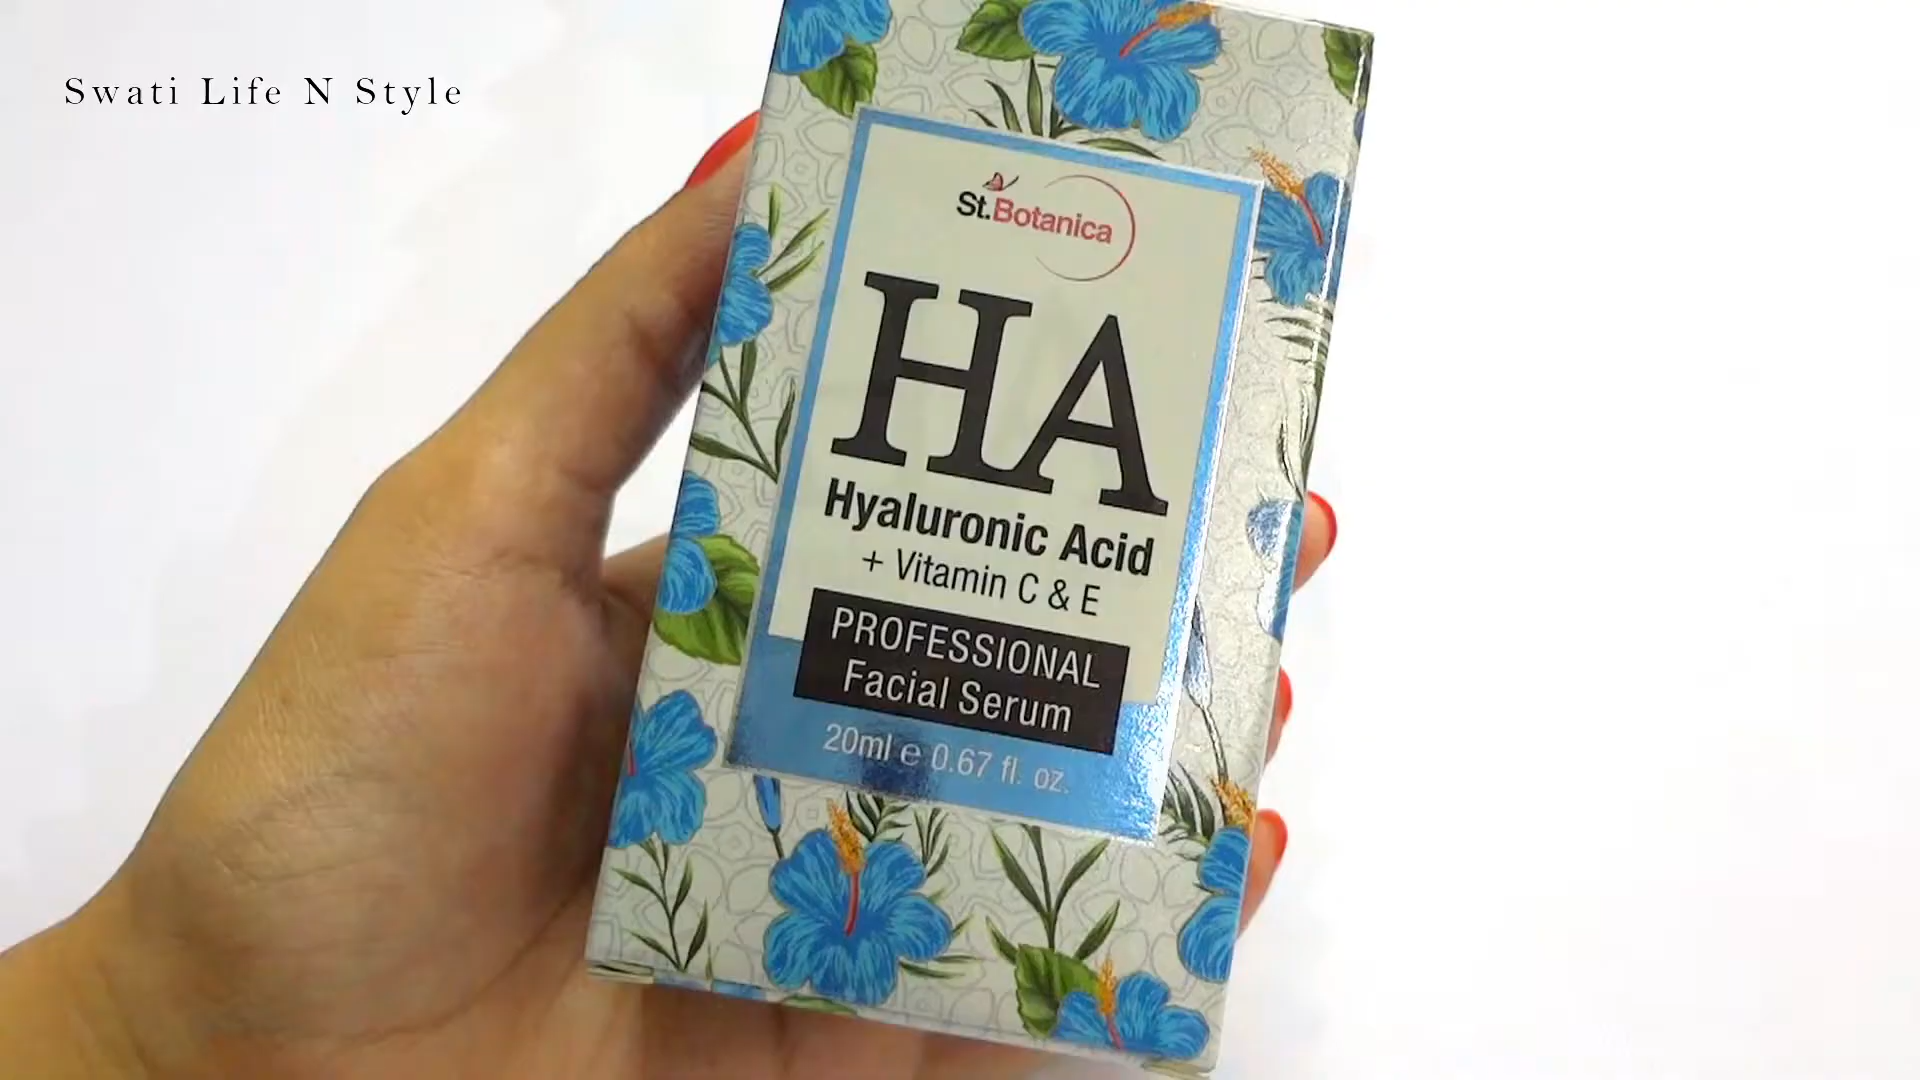 Swati Life N Style
St.Botanica
HA
Hyaluronic Acid
+ Vitamin C & E
PROFESSIONAL
Facial Serum
20ml e 0.67 fl. oz.